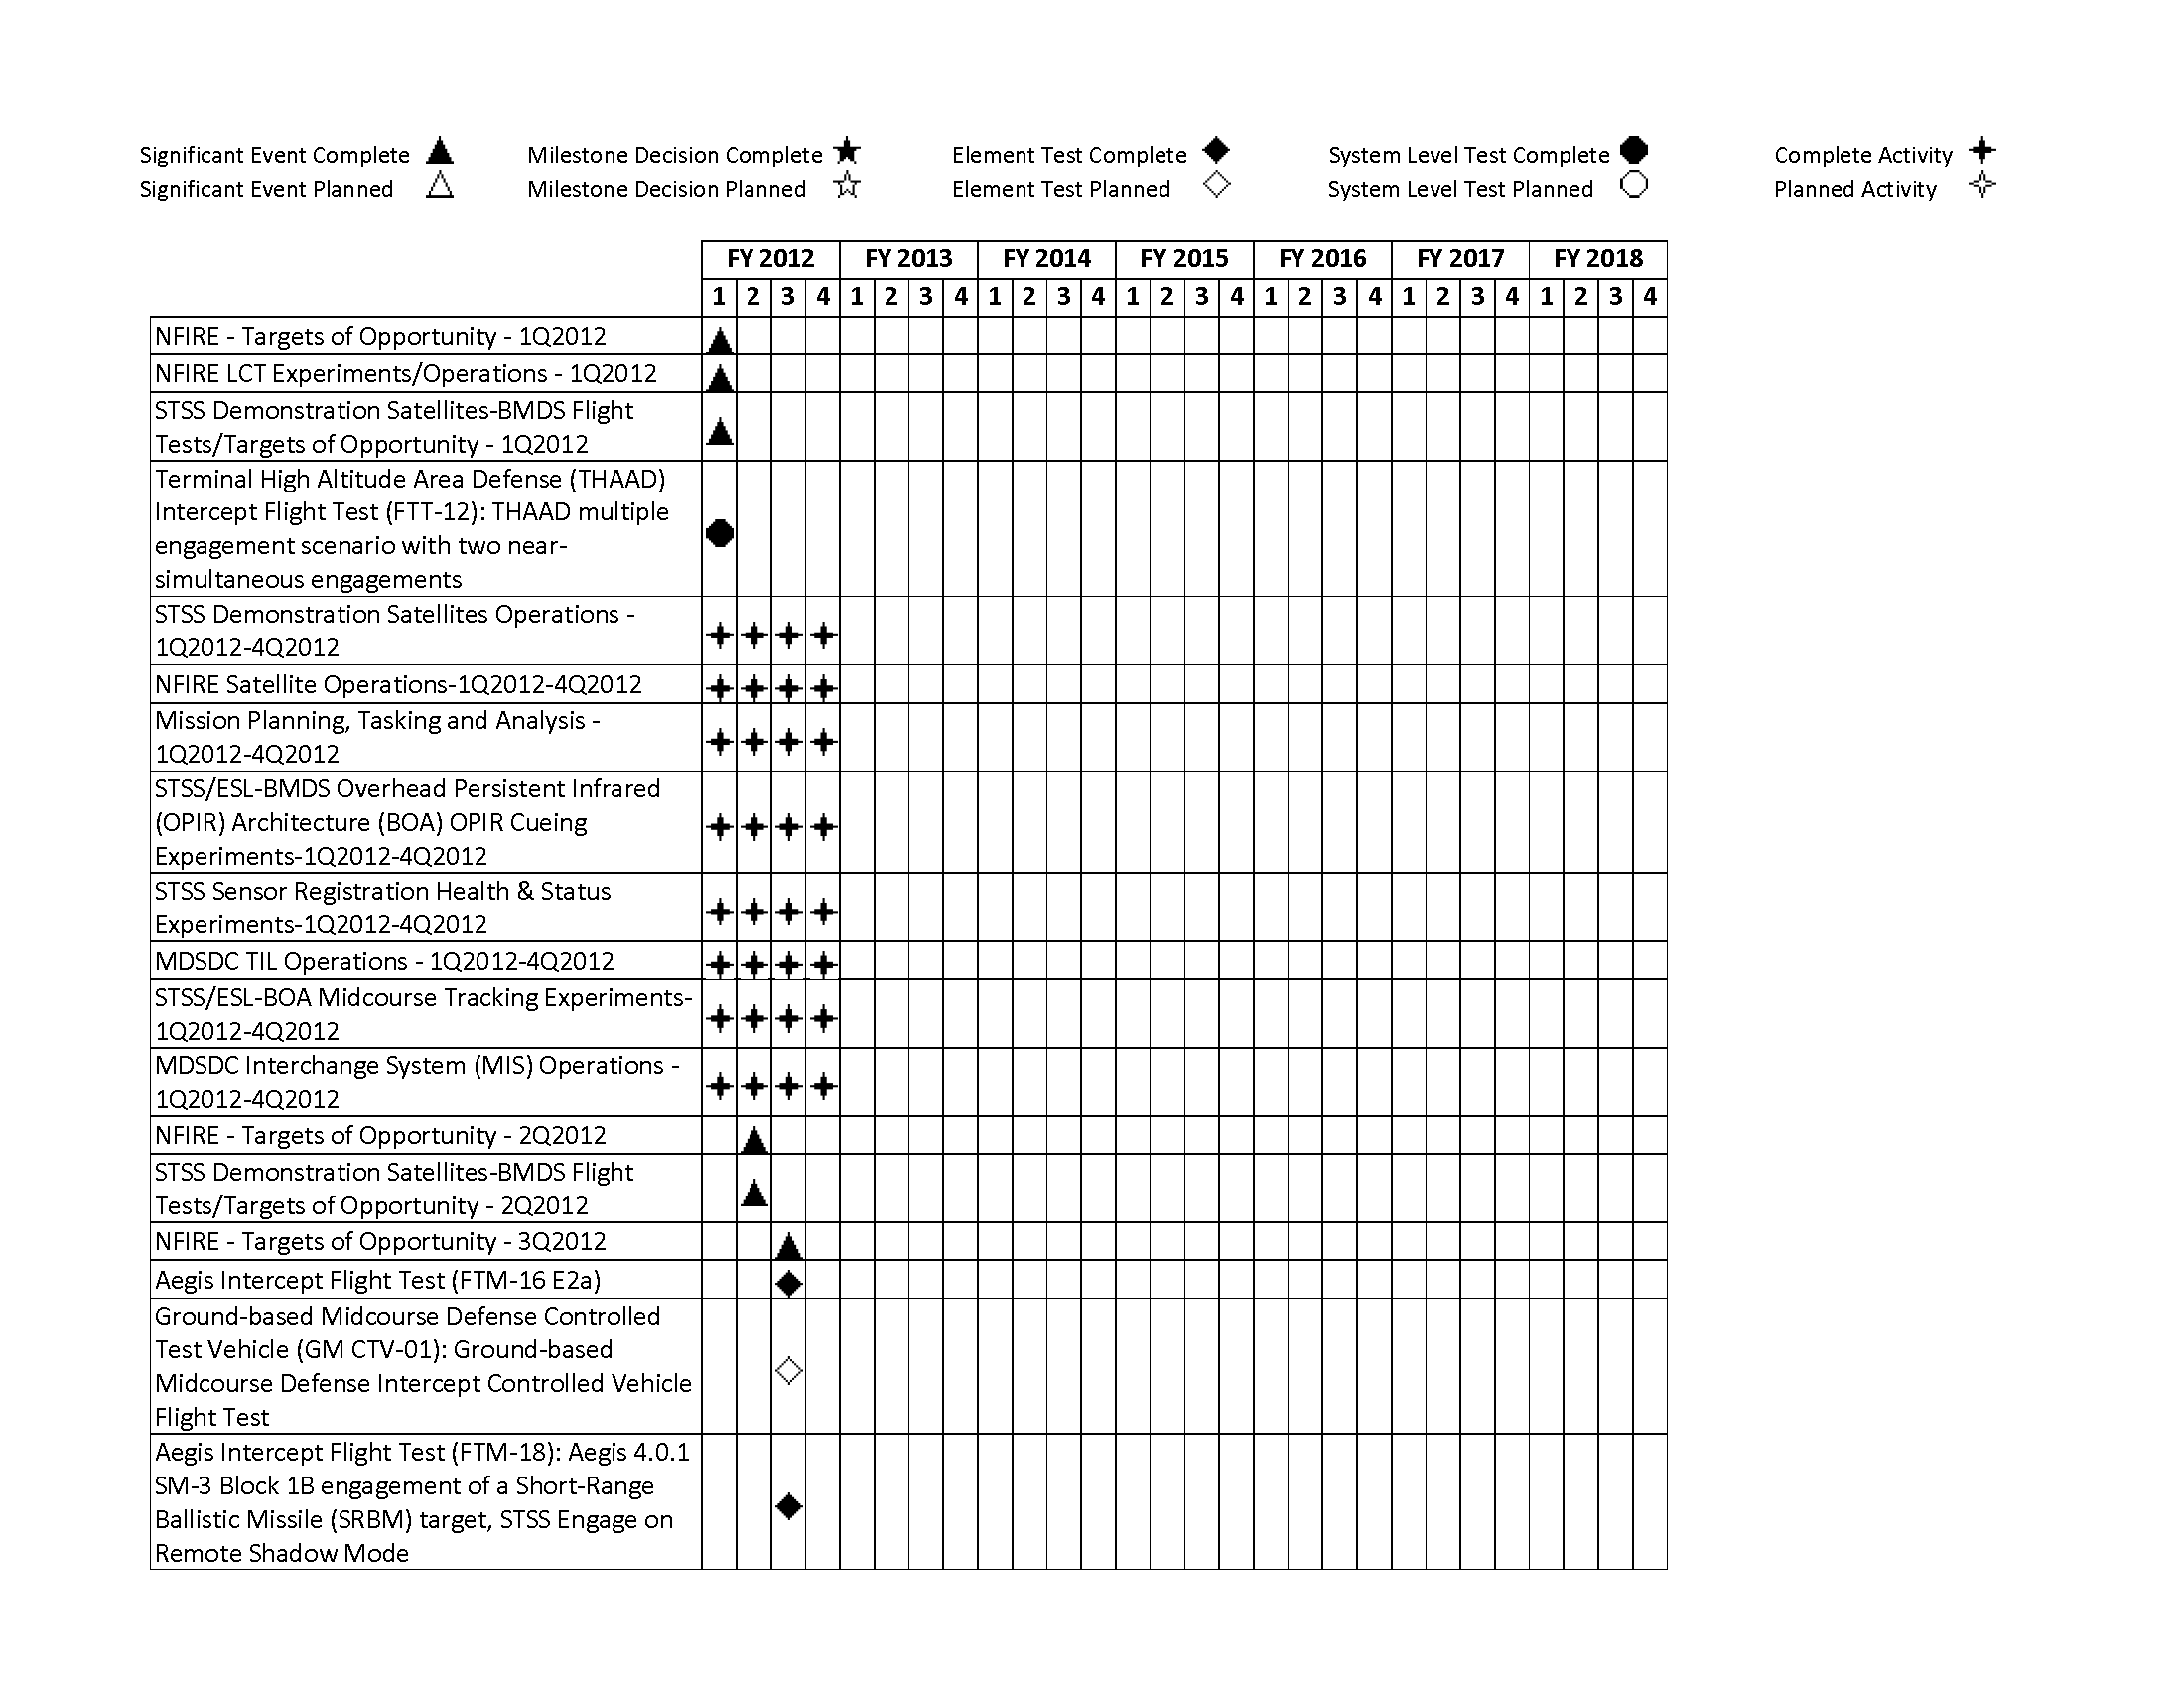 Significant Event Complete
Milestone Decision Complete
Element Test Complete
System Level Test Complete
Complete Activity
Significant Event Planned
Milestone Decision Planned
Element Test Planned
System Level Test Planned
Planned Activity
FY 2012 FY 2013 FY 2014 FY 2015 FY 2016 FY 2017 FY 2018
1 2 3 4 1 2 3 4 1 2 3 4 1 2 3 4 1 2 3 4 1 2 3 4 1 2 3 4
NFIRE - Targets of Opportunity - 1Q2012
NFIRE LCT Experiments/Operations - 1Q2012
STSS Demonstration Satellites-BMDS Flight
Tests/Targets of Opportunity - 1Q2012
Terminal High Altitude Area Defense (THAAD)
Intercept Flight Test (FTT-12): THAAD multiple
engagement scenario with two near-
simultaneous engagements
STSS Demonstration Satellites Operations -
1Q2012-4Q2012
NFIRE Satellite Operations-1Q2012-4Q2012
Mission Planning, Tasking and Analysis -
1Q2012-4Q2012
STSS/ESL-BMDS Overhead Persistent Infrared
(OPIR) Architecture (BOA) OPIR Cueing
Experiments-1Q2012-4Q2012
STSS Sensor Registration Health & Status
Experiments-1Q2012-4Q2012
MDSDC TIL Operations - 1Q2012-4Q2012
STSS/ESL-BOA Midcourse Tracking Experiments-
1Q2012-4Q2012
MDSDC Interchange System (MIS) Operations -
1Q2012-4Q2012
NFIRE - Targets of Opportunity - 2Q2012
STSS Demonstration Satellites-BMDS Flight
Tests/Targets of Opportunity - 2Q2012
NFIRE - Targets of Opportunity - 3Q2012
Aegis Intercept Flight Test (FTM-16 E2a)
Ground-based Midcourse Defense Controlled
Test Vehicle (GM CTV-01): Ground-based
Midcourse Defense Intercept Controlled Vehicle
Flight Test
Aegis Intercept Flight Test (FTM-18): Aegis 4.0.1
SM-3 Block 1B engagement of a Short-Range
Ballistic Missile (SRBM) target, STSS Engage on
Remote Shadow Mode